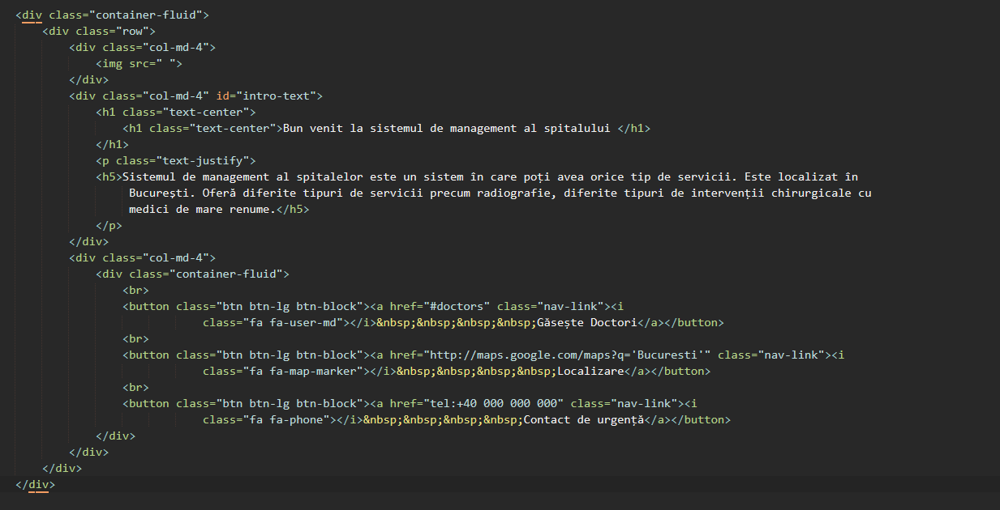 <div class="container-fluid">
    <div class="row">
        <div class="col-md-4">
            <img src=" ">
        </div>
        <div class="col-md-4" id="intro-text">
            <h1 class="text-center">
                <h1 class="text-center">Bun venit la sistemul de management al spitalului </h1>
            </h1>
            <p class="text-justify">
            <h5>Sistemul de management al spitalelor este un sistem în care poți avea orice tip de servicii. Este localizat în
                 București. Oferă diferite tipuri de servicii precum radiografie, diferite tipuri de intervenții chirurgicale cu
                 medici de mare renume.</h5>
            </p>
        </div>
        <div class="col-md-4">
            <div class="container-fluid">
                <br>
                <button class="btn btn-lg btn-block"><a href="#doctors" class="nav-link"><i
                            class="fa fa-user-md"></i>&nbsp;&nbsp;&nbsp;&nbsp;Găsește Doctori</a></button>
                <br>
                <button class="btn btn-lg btn-block"><a href="http://maps.google.com/maps?q='Bucuresti'" class="nav-link"><i
                            class="fa fa-map-marker"></i>&nbsp;&nbsp;&nbsp;&nbsp;Localizare</a></button>
                <br>
                <button class="btn btn-lg btn-block"><a href="tel:+40 000 000 000" class="nav-link"><i
                            class="fa fa-phone"></i>&nbsp;&nbsp;&nbsp;&nbsp;Contact de urgență</a></button>
            </div>
        </div>
    </div>
</div>